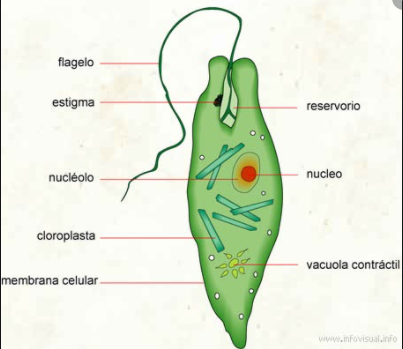 flagelo
estigma
reservorio
nucléolo
nucleo
cloroplasta
vacuola contráctil
membrana celular
www.infovisual.info